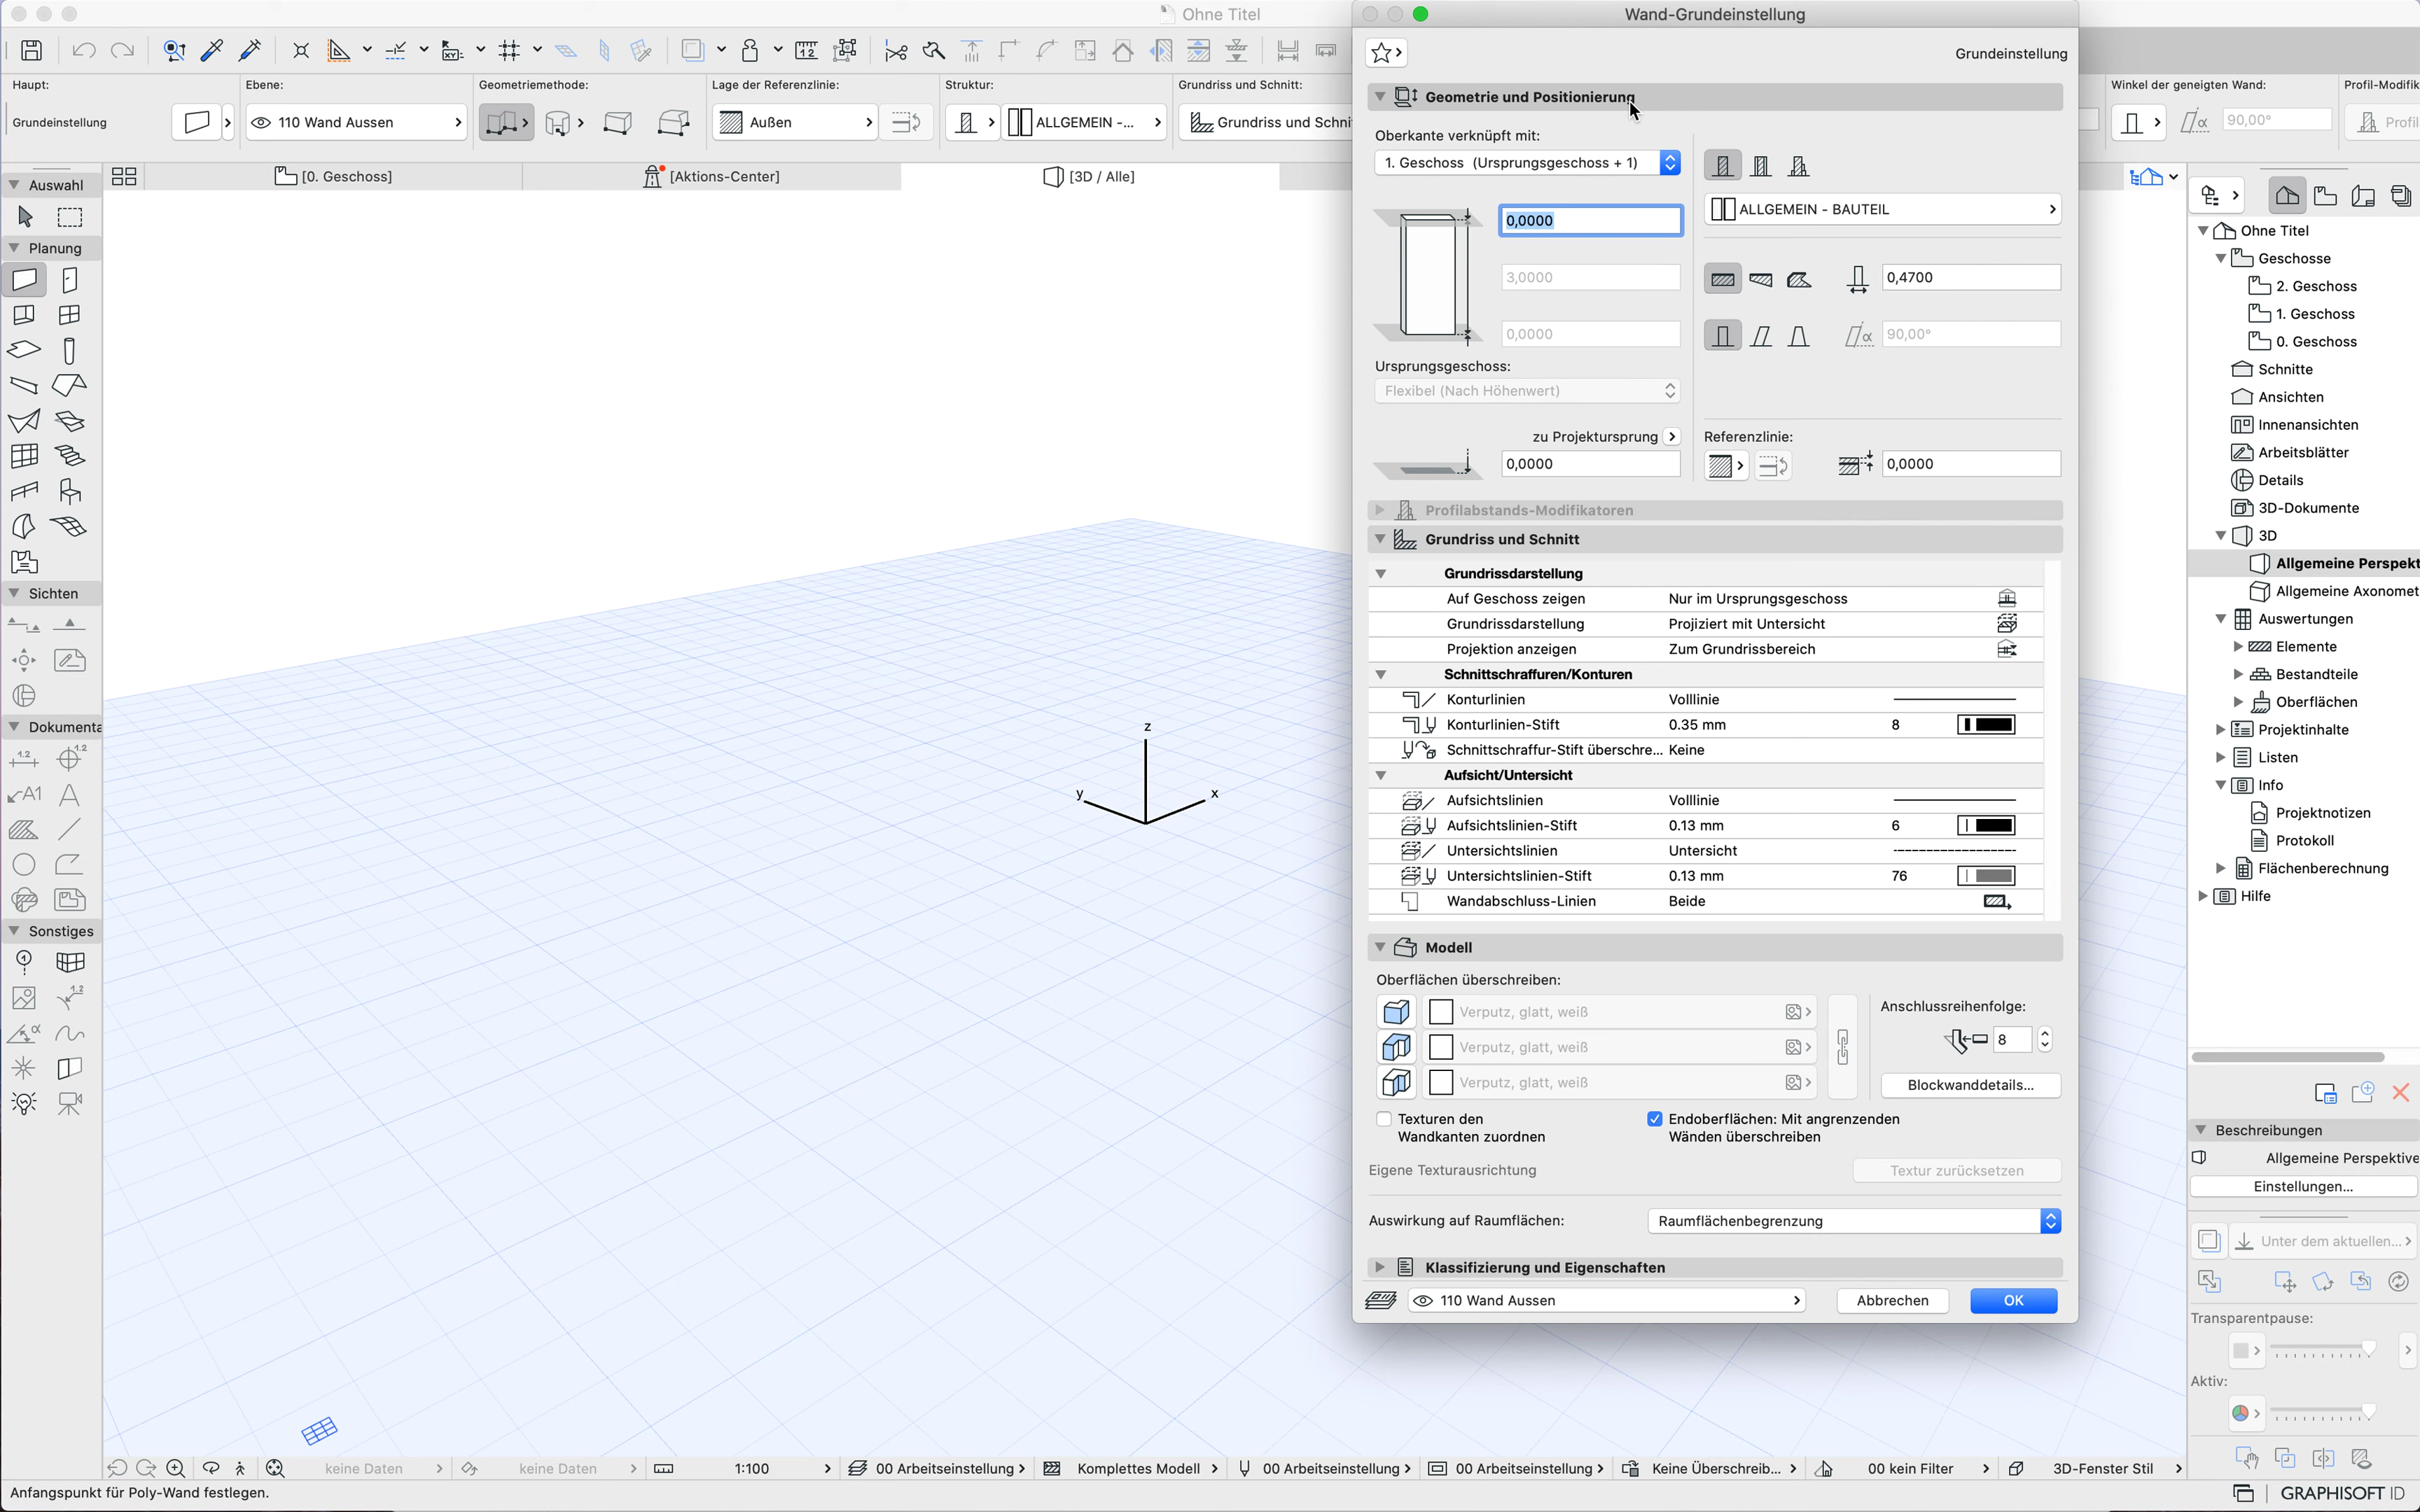 Ohne Titel
Wand-Grundeinstellung
Grundeinstellung
Haupt:
Ebene:
Geometriemethode:
Lage der Referenzlinie:
Struktur:
Grundriss und Schnitt:
Winkel der geneigten Wand:
Profil-Modifik
Grundeinstellung
110 Wand Aussen
Außen
ALLGEMEIN -...
Grundriss und Schni
90,00°
Profil
[0. Geschoss]
[Aktions-Center]
[3D / Alle]
Auswahl
Planung
Sichten
Dokumenta
1.2
1.2
A1
A
Sonstiges
1
1.2
α
z
y
x
Geometrie und Positionierung
Oberkante verknüpft mit:
1. Geschoss (Ursprungsgeschoss + 1)
0,0000
3,0000
0,0000
Ursprungsgeschoss:
Flexibel (Nach Höhenwert)
zu Projektursprung
0,0000
ALLGEMEIN - BAUTEIL
0,4700
α
90,00°
Referenzlinie:
0,0000
Profilabstands-Modifikatoren
Grundriss und Schnitt
Grundrissdarstellung
Auf Geschoss zeigen Nur im Ursprungsgeschoss
Grundrissdarstellung Projiziert mit Untersicht
Projektion anzeigen Zum Grundrissbereich
Schnittschraffuren/Konturen
Konturlinien Volllinie
Konturlinien-Stift 0.35 mm 8
Schnittschraffur-Stift überschre... Keine
Aufsicht/Untersicht
Aufsichtslinien Volllinie
Aufsichtslinien-Stift 0.13 mm 6
Untersichtslinien Untersicht
Untersichtslinien-Stift 0.13 mm 76
Wandabschluss-Linien Beide
Modell
Oberflächen überschreiben:
Verputz, glatt, weiß
Verputz, glatt, weiß
Verputz, glatt, weiß
Anschlussreihenfolge:
8
Blockwanddetails...
Texturen den
Wandkanten zuordnen
Endoberflächen: Mit angrenzenden
Wänden überschreiben
Eigene Texturausrichtung
Textur zurücksetzen
Auswirkung auf Raumflächen:
Raumflächenbegrenzung
Klassifizierung und Eigenschaften
110 Wand Aussen
Abbrechen
OK
Ohne Titel
Geschosse
2. Geschoss
1. Geschoss
0. Geschoss
Schnitte
Ansichten
Innenansichten
Arbeitsblätter
Details
3D-Dokumente
3D
Allgemeine Perspekt
Allgemeine Axonomet
Auswertungen
Elemente
Bestandteile
Oberflächen
Projektinhalte
Listen
Info
Projektnotizen
Protokoll
Flächenberechnung
Hilfe
Beschreibungen
Allgemeine Perspektive
Einstellungen...
Unter dem aktuellen...
Transparentpause:
Aktiv:
keine Daten
keine Daten
1:100
00 Arbeitseinstellung
Komplettes Modell
00 Arbeitseinstellung
00 Arbeitseinstellung
Keine Überschreib...
00 kein Filter
3D-Fenster Stil
Anfangspunkt für Poly-Wand festlegen.
GRAPHISOFT ID